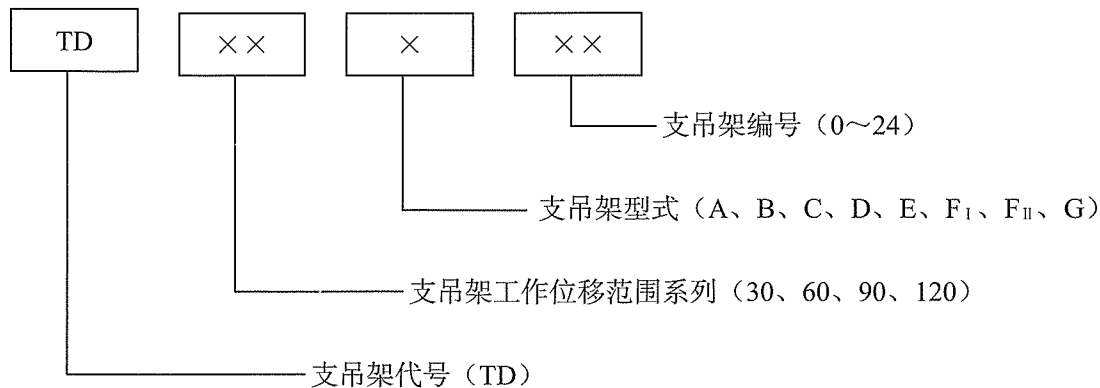 TD ×× × ××
支吊架编号（0～24）
支吊架型式（A、B、C、D、E、FⅠ、FⅡ、G）
支吊架工作位移范围系列（30、60、90、120）
支吊架代号（TD）